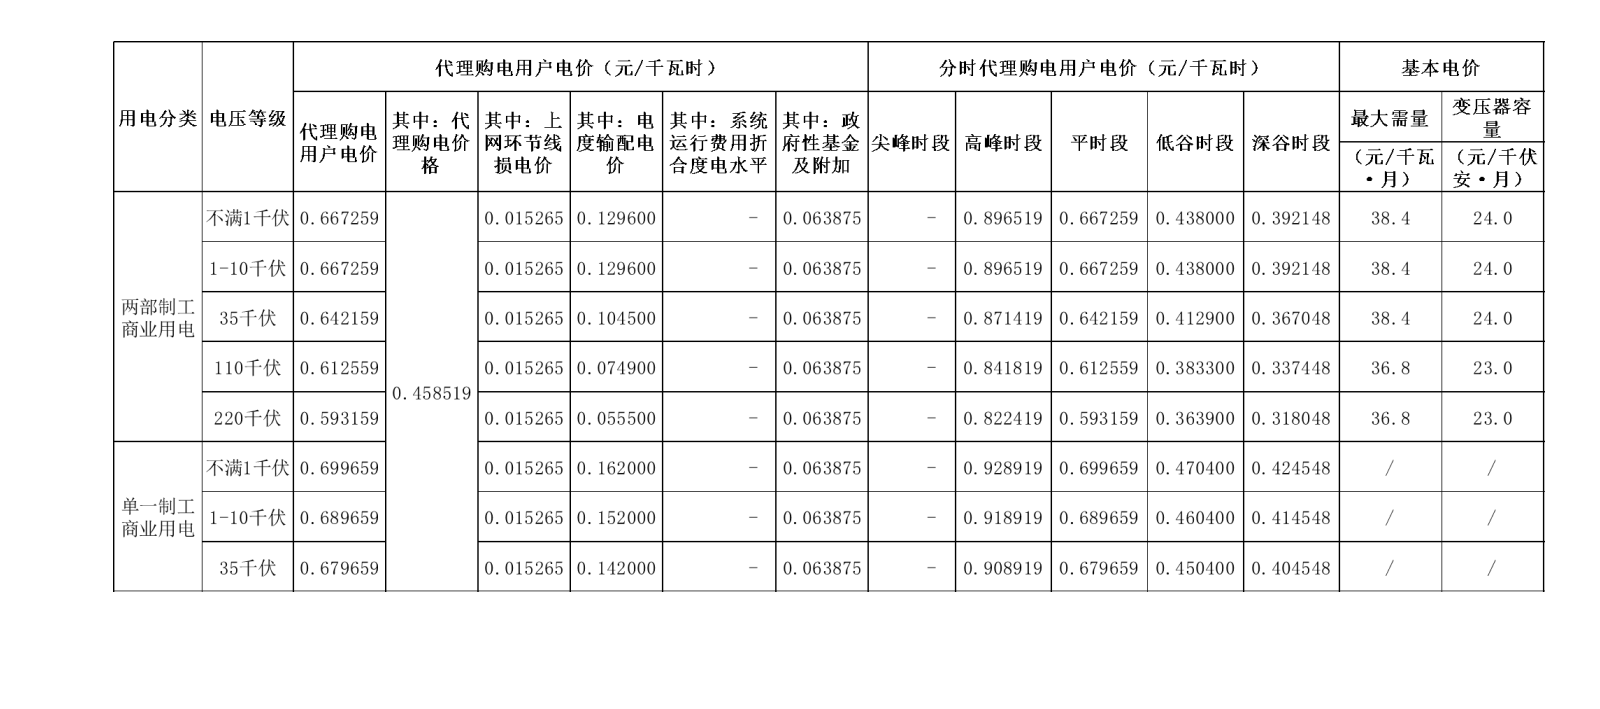 代理购电用户电价（元/千瓦时） 分时代理购电用户电价（元/千瓦时） 基本电价
用电分类 电压等级 代理购电
用户电价 其中：代
理购电价
格 其中：上
网环节线
损电价 其中：电
度输配电
价 其中：系统
运行费用折
合度电水平 其中：政
府性基金
及附加 尖峰时段 高峰时段 平时段 低谷时段 深谷时段 最大需量 变压器容
量
（元/千瓦
·月） （元/千伏
安·月）
两部制工
商业用电
不满1千伏 0.667259 0.015265 0.129600 - 0.063875 - 0.896519 0.667259 0.438000 0.392148 38.4 24.0
1-10千伏 0.667259 0.015265 0.129600 - 0.063875 - 0.896519 0.667259 0.438000 0.392148 38.4 24.0
35千伏 0.642159 0.015265 0.104500 - 0.063875 - 0.871419 0.642159 0.412900 0.367048 38.4 24.0
110千伏 0.612559 0.015265 0.074900 - 0.063875 - 0.841819 0.612559 0.383300 0.337448 36.8 23.0
0.458519
220千伏 0.593159 0.015265 0.055500 - 0.063875 - 0.822419 0.593159 0.363900 0.318048 36.8 23.0
单一制工
商业用电
不满1千伏 0.699659 0.015265 0.162000 - 0.063875 - 0.928919 0.699659 0.470400 0.424548 / /
1-10千伏 0.689659 0.015265 0.152000 - 0.063875 - 0.918919 0.689659 0.460400 0.414548 / /
35千伏 0.679659 0.015265 0.142000 - 0.063875 - 0.908919 0.679659 0.450400 0.404548 / /